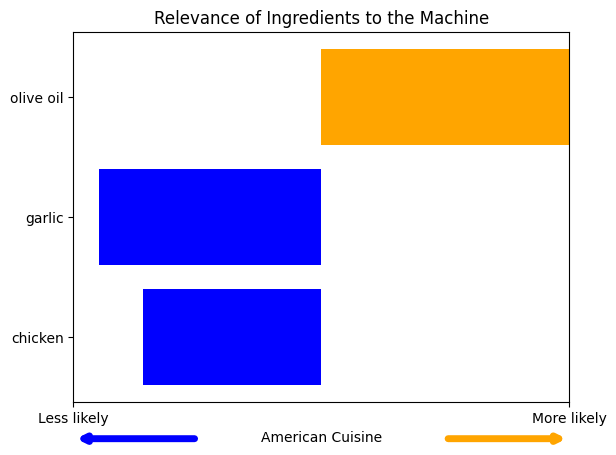 Relevance of Ingredients to the Machine
olive oil
garlic
chicken
Less likely
More likely
American Cuisine